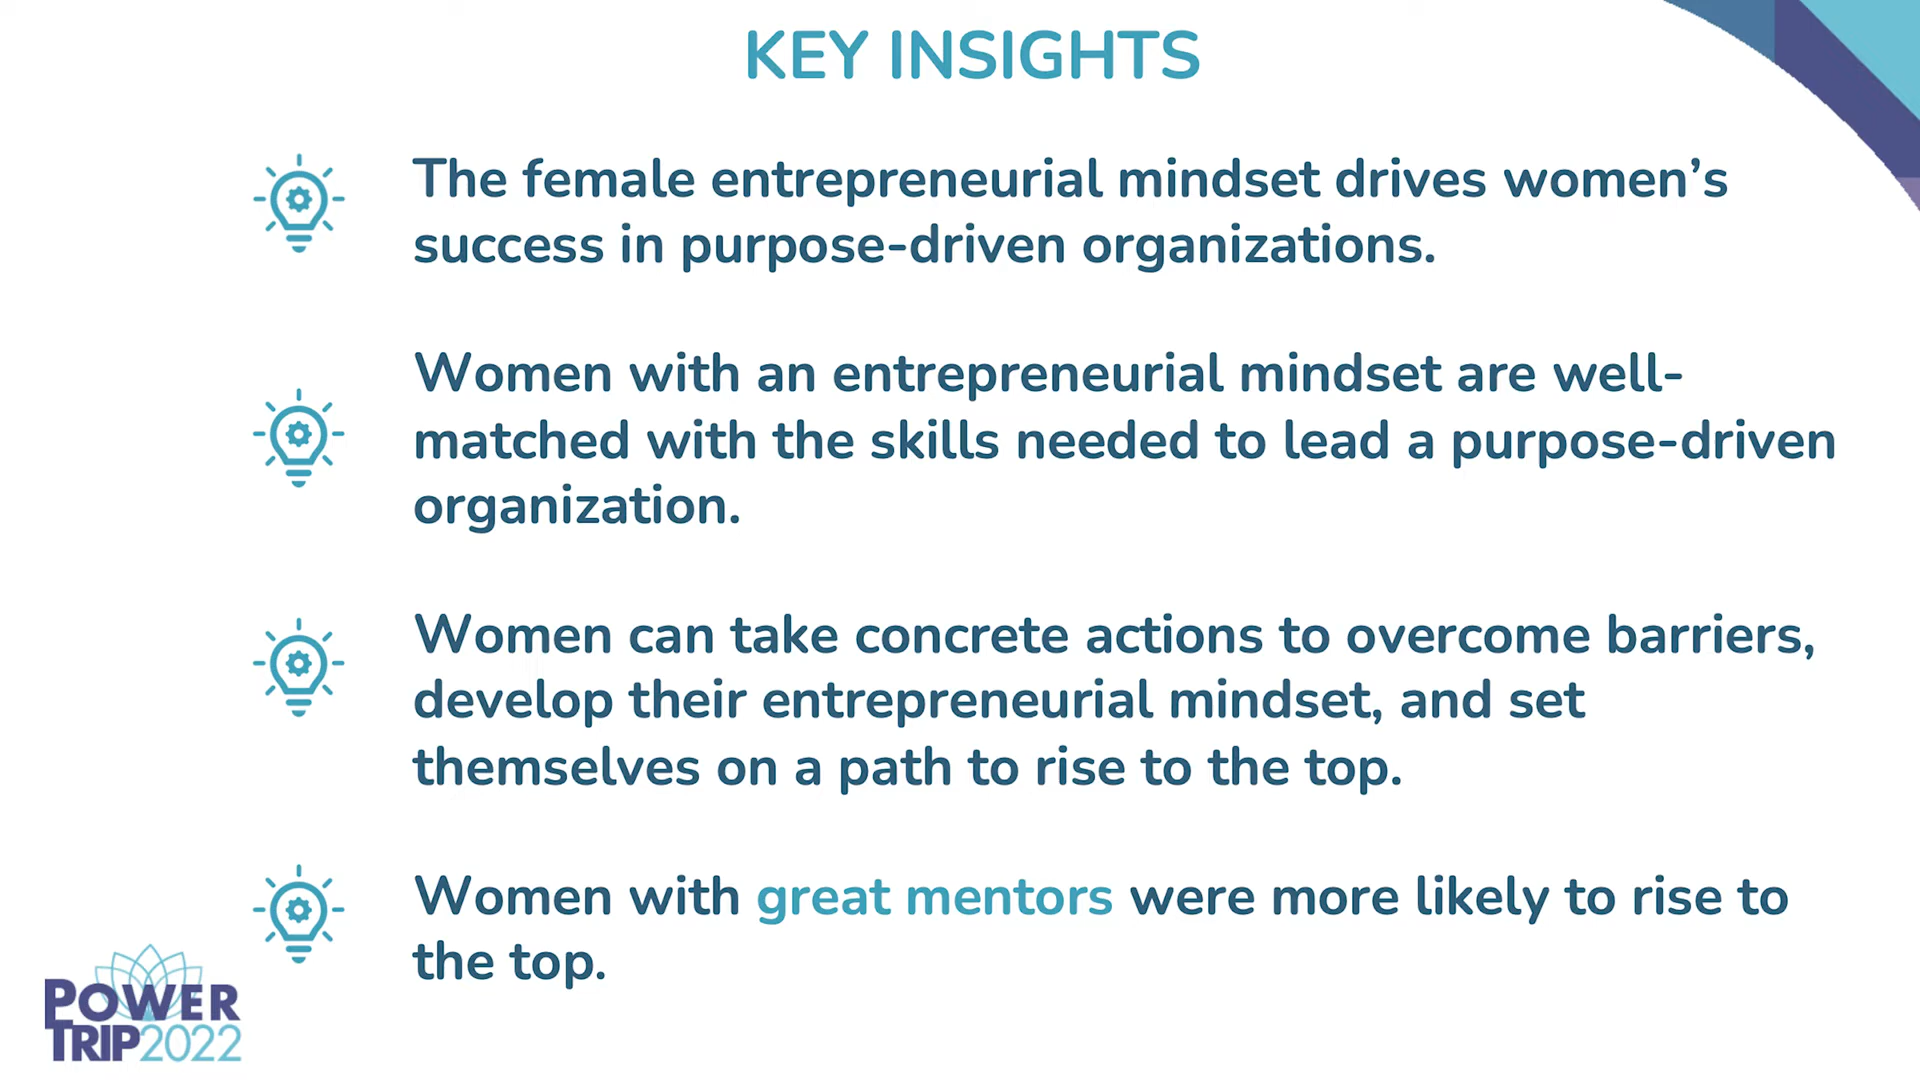 KEY INSIGHTS
The female entrepreneurial mindset drives women’s
success in purpose-driven organizations.
Women with an entrepreneurial mindset are well-
matched with the skills needed to lead a purpose-driven
organization.
Women can take concrete actions to overcome barriers,
develop their entrepreneurial mindset, and set
themselves on a path to rise to the top.
Women with great mentors were more likely to rise to
the top.
POWER
TRIP2022